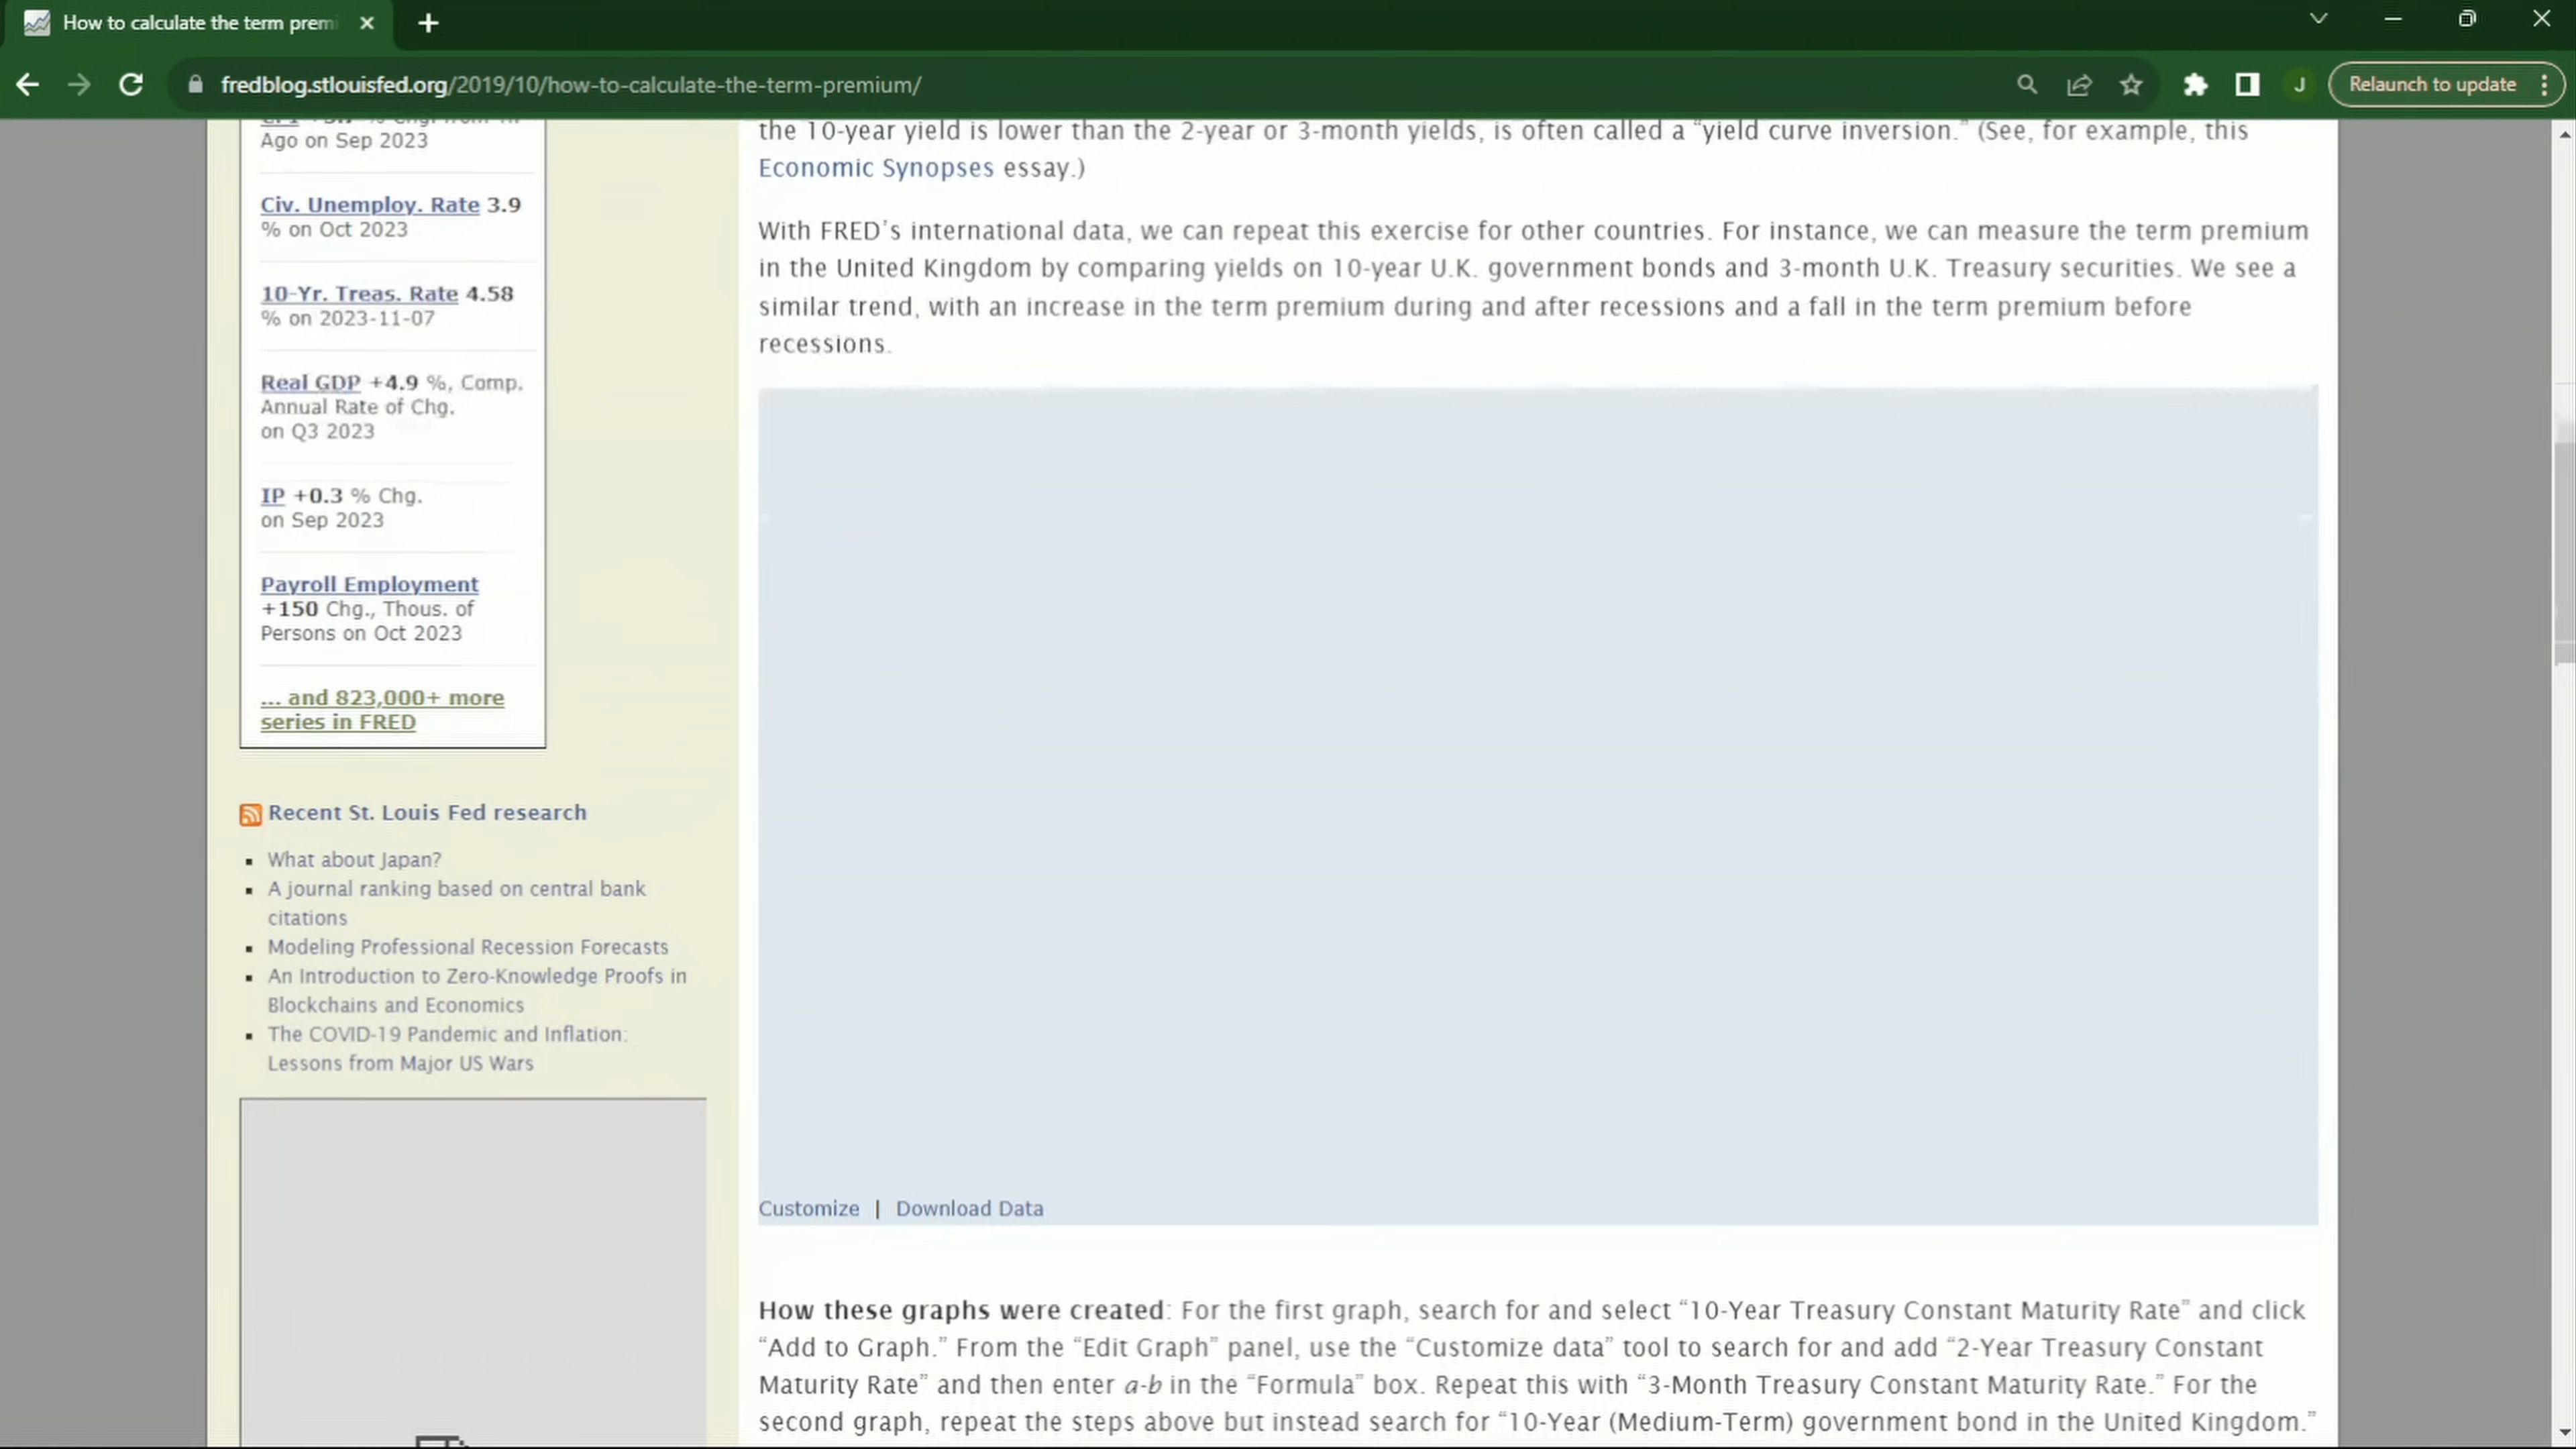 How to calculate the term premi
fredblog.stlouisfed.org/2019/10/how-to-calculate-the-term-premium/
J
Relaunch to update
Ago on Sep 2023
Civ. Unemploy. Rate 3.9
% on Oct 2023
10-Yr. Treas. Rate 4.58
% on 2023-11-07
Real GDP +4.9 %, Comp.
Annual Rate of Chg.
on Q3 2023
IP +0.3 % Chg.
on Sep 2023
Payroll Employment
+150 Chg., Thous. of
Persons on Oct 2023
... and 823,000+ more
series in FRED
Recent St. Louis Fed research
What about Japan?
A journal ranking based on central bank
citations
Modeling Professional Recession Forecasts
An Introduction to Zero-Knowledge Proofs in
Blockchains and Economics
The COVID-19 Pandemic and Inflation:
Lessons from Major US Wars
the 10-year yield is lower than the 2-year or 3-month yields, is often called a “yield curve inversion.” (See, for example, this
Economic Synopses essay.)
With FRED’s international data, we can repeat this exercise for other countries. For instance, we can measure the term premium
in the United Kingdom by comparing yields on 10-year U.K. government bonds and 3-month U.K. Treasury securities. We see a
similar trend, with an increase in the term premium during and after recessions and a fall in the term premium before
recessions.
Customize | Download Data
How these graphs were created: For the first graph, search for and select “10-Year Treasury Constant Maturity Rate” and click
“Add to Graph.” From the “Edit Graph” panel, use the “Customize data” tool to search for and add “2-Year Treasury Constant
Maturity Rate” and then enter a-b in the “Formula” box. Repeat this with “3-Month Treasury Constant Maturity Rate.” For the
second graph, repeat the steps above but instead search for “10-Year (Medium-Term) government bond in the United Kingdom.”